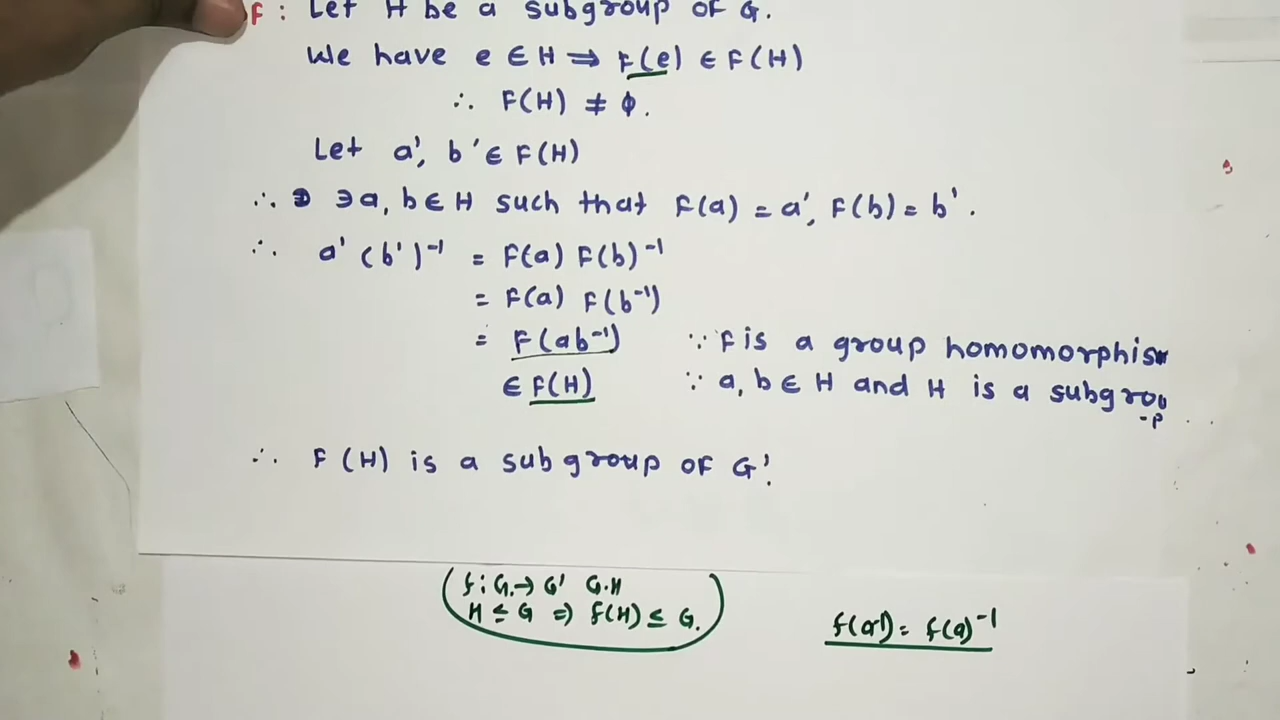 F : Let H be a subgroup of G.
We have e ∈ H ⇒ F(e) ∈ F(H)
∴ F(H) ≠ ϕ.
Let a', b' ∈ F(H)
∴ ∃ a, b ∈ H such that F(a) = a', F(b) = b'.
∴ a' (b')⁻¹ = F(a) F(b)⁻¹
= F(a) F(b⁻¹)
= F(ab⁻¹) ∵ F is a group homomorphism
∈ F(H) ∵ a, b ∈ H and H is a subgrou
-p
∴ F(H) is a subgroup of G'.
f: G → G' G.H
H ≤ G ⇒ f(H) ≤ G.
f(a⁻¹) = f(a)⁻¹